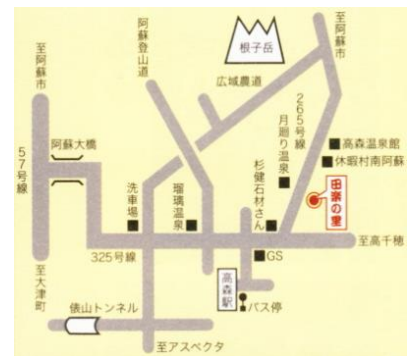 至阿蘇市
阿蘇登山道
根子岳
至阿蘇市
広域農道
265号線
月廻り温泉
高森温泉館
休暇村南阿蘇
57号線
阿蘇大橋
洗車場
瑠璃温泉
杉健石材さん
田楽の里
325号線
GS
至高千穂
至大津町
俵山トンネル
高森駅
バス停
至アスペクタ